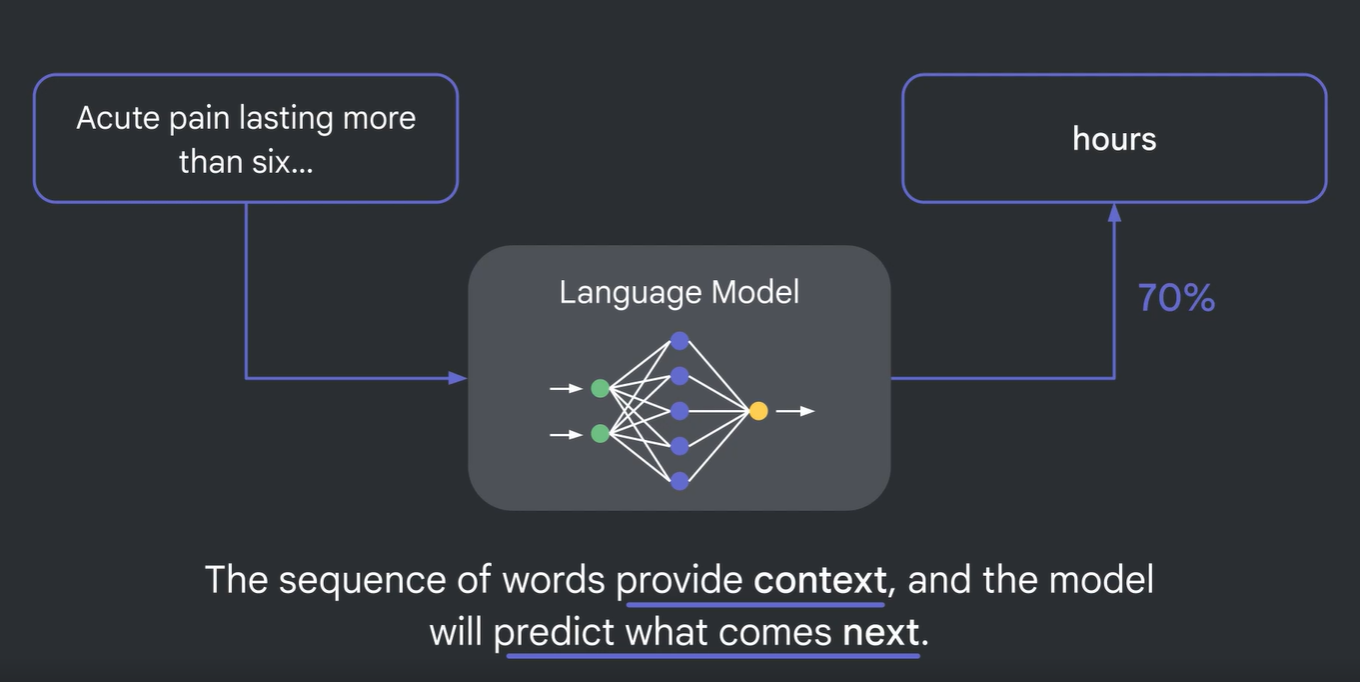 Acute pain lasting more
than six...
hours
Language Model
70%
The sequence of words provide context, and the model
will predict what comes next.